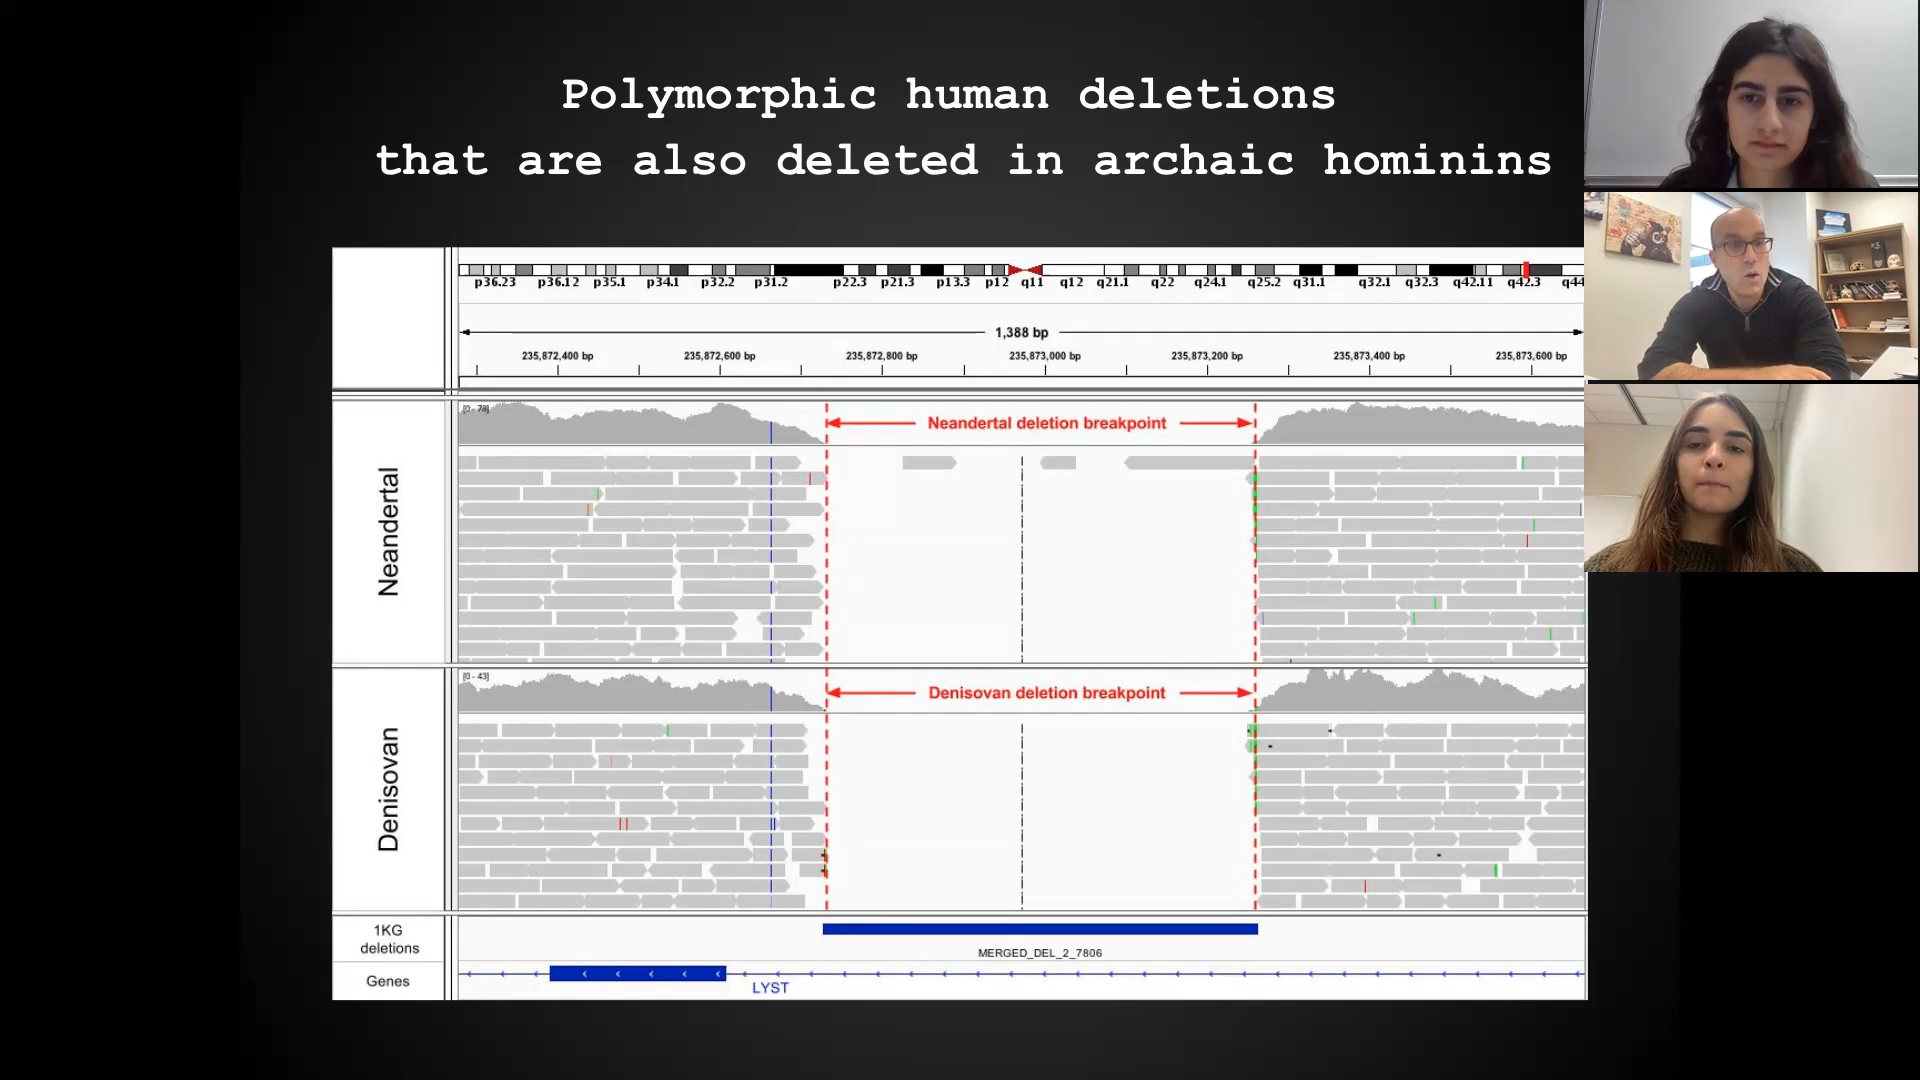 Polymorphic human deletions
that are also deleted in archaic hominins
p36.23 p36.12 p35.1 p34.1 p32.2 p31.2 p22.3 p21.3 p13.3 p12 q11 q12 q21.1 q22 q24.1 q25.2 q31.1 q32.1 q32.3 q42.11 q42.3 q44
1,388 bp
235,872,400 bp 235,872,600 bp 235,872,800 bp 235,873,000 bp 235,873,200 bp 235,873,400 bp 235,873,600 bp
[0 - 78]
Neandertal deletion breakpoint
Neandertal
[0 - 43]
Denisovan deletion breakpoint
Denisovan
1KG
deletions
MERGED_DEL_2_7806
Genes
LYST